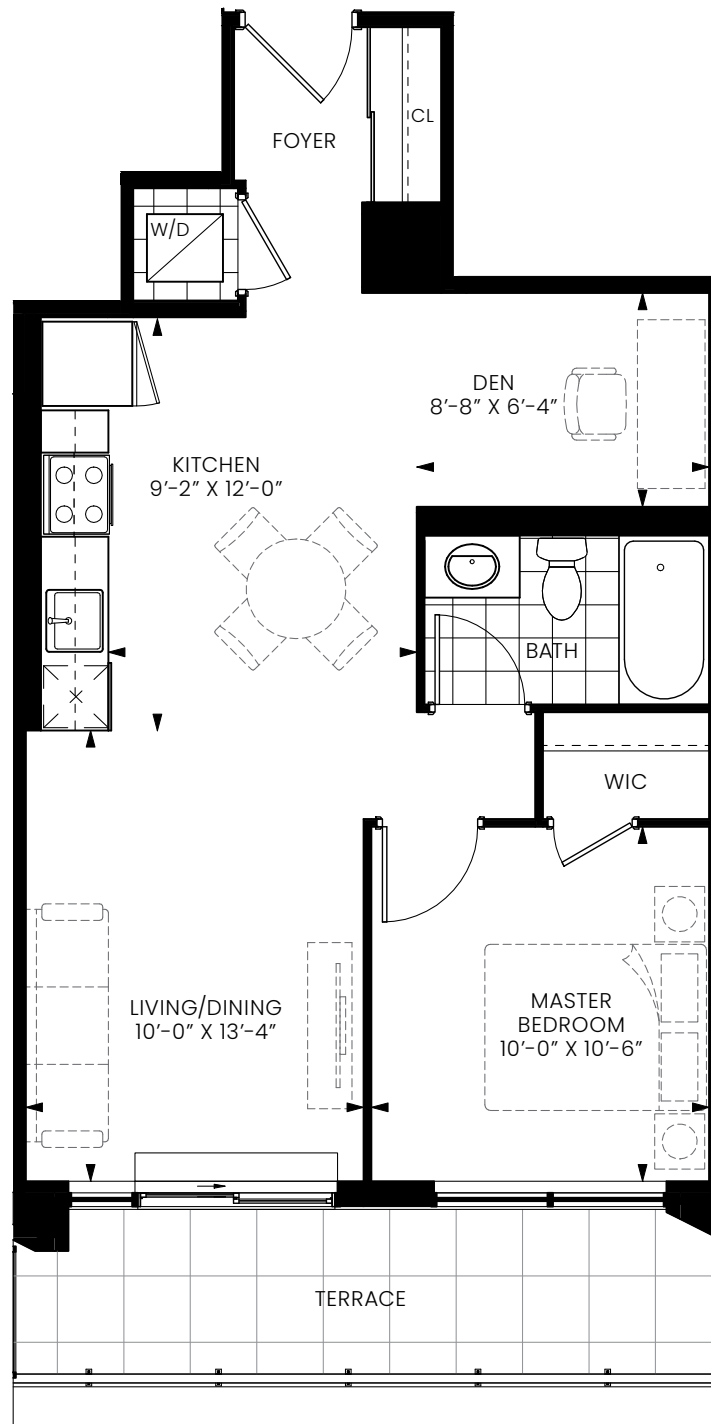 CL
FOYER
W/D
DEN
8’-8” X 6’-4”
KITCHEN
9’-2” X 12’-0”
BATH
WIC
LIVING/DINING
10’-0” X 13’-4”
MASTER
BEDROOM
10’-0” X 10’-6”
TERRACE